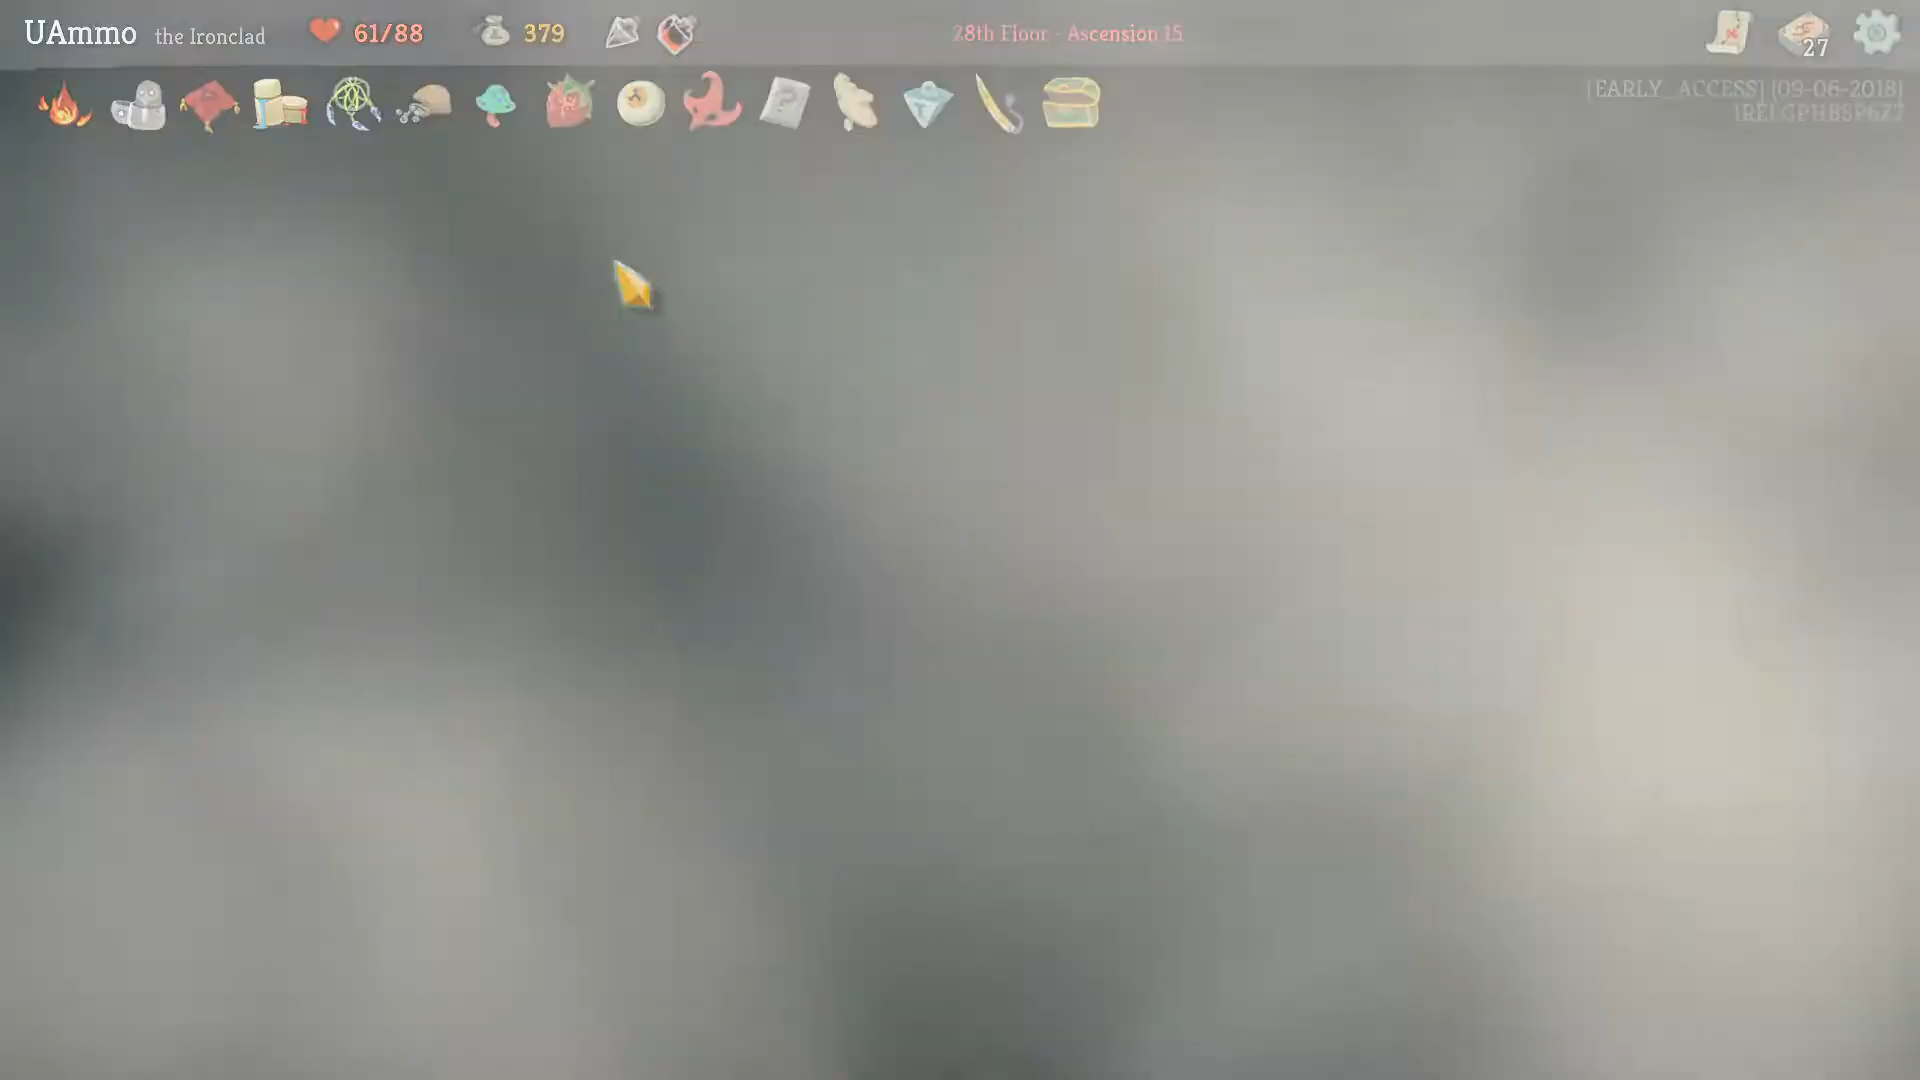 UAmmo the Ironclad 61/88 379 28th Floor - Ascension 15 27
[EARLY_ACCESS] [09-06-2018]